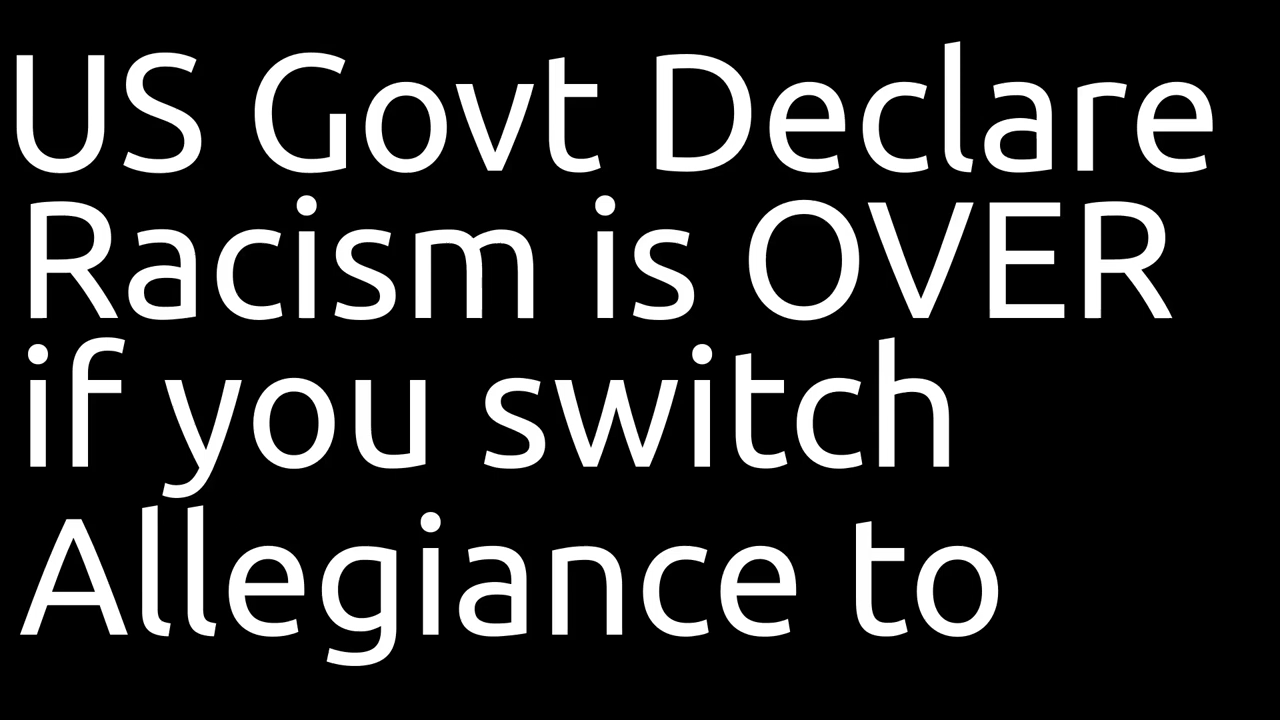 US Govt Declare
Racism is OVER
if you switch
Allegiance to